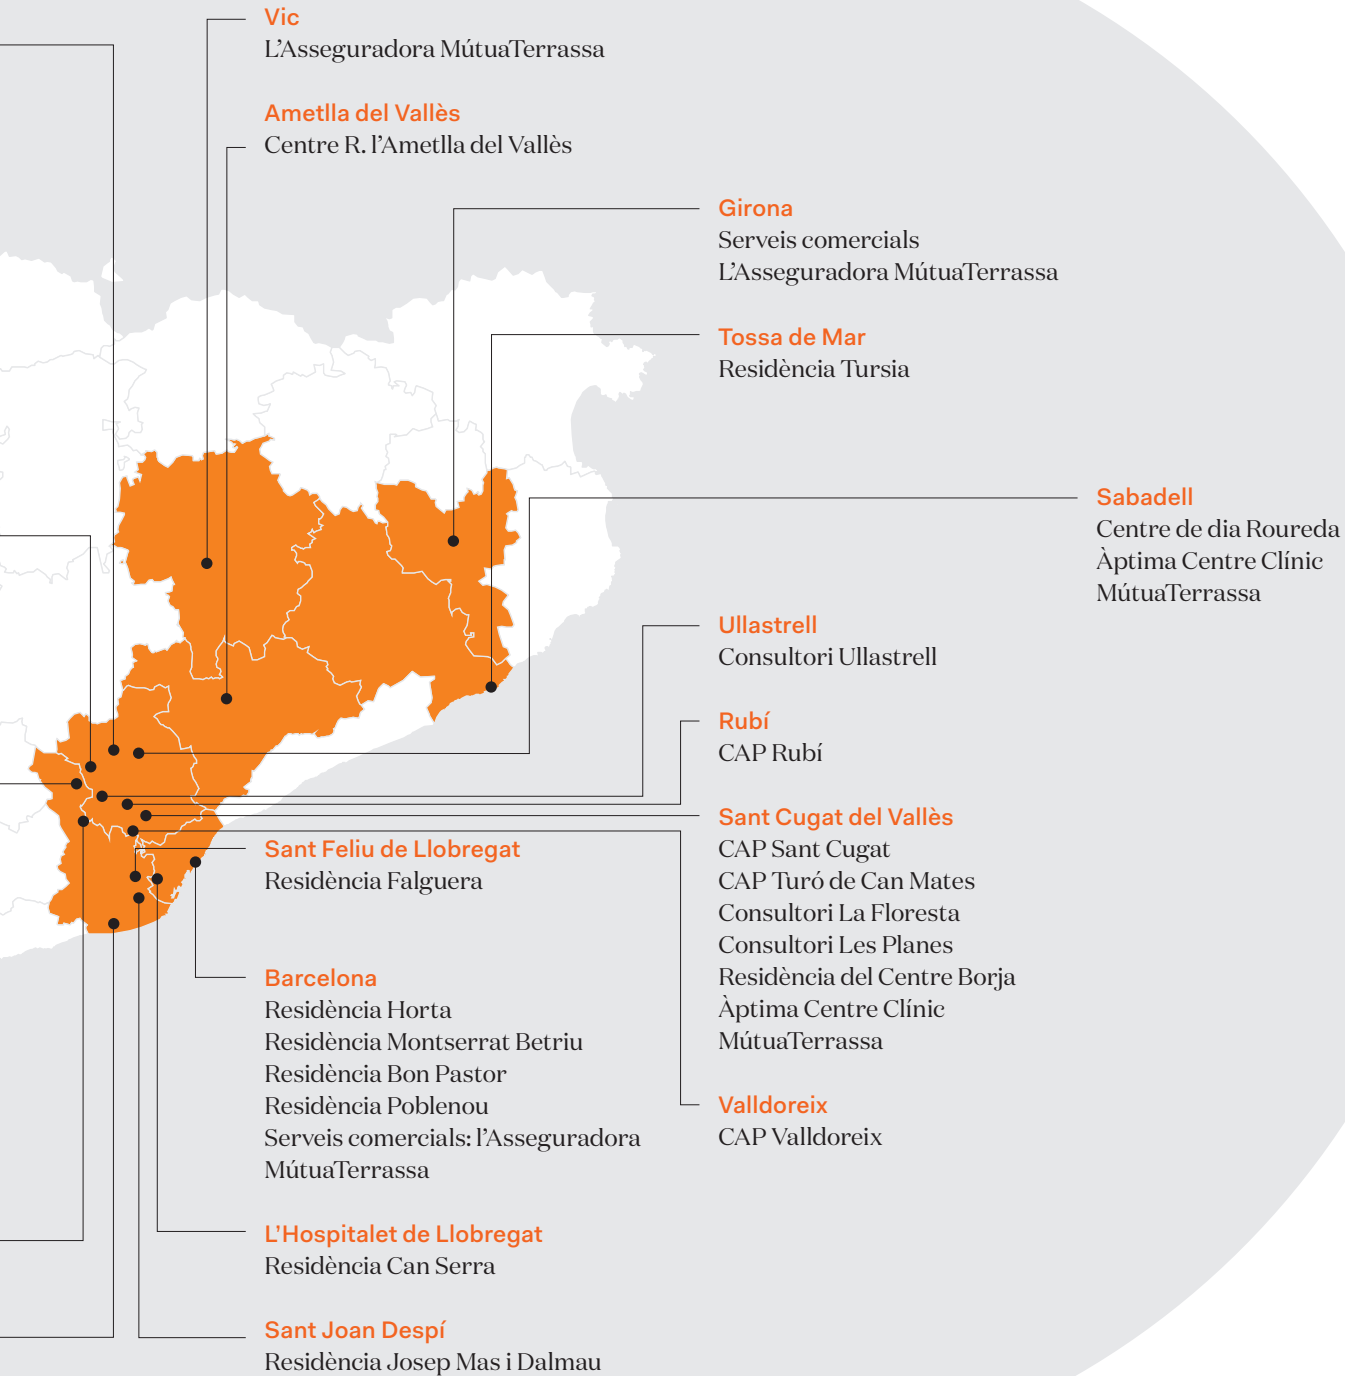 Vic
L’Asseguradora MútuaTerrassa
Ametlla del Vallès
Centre R. l’Ametlla del Vallès
Girona
Serveis comercials
L’Asseguradora MútuaTerrassa
Tossa de Mar
Residència Tursia
Sabadell
Centre de dia Roureda
Àptima Centre Clínic
MútuaTerrassa
Ullastrell
Consultori Ullastrell
Rubí
CAP Rubí
Sant Cugat del Vallès
CAP Sant Cugat
CAP Turó de Can Mates
Consultori La Floresta
Consultori Les Planes
Residència del Centre Borja
Àptima Centre Clínic
MútuaTerrassa
Valldoreix
CAP Valldoreix
Sant Feliu de Llobregat
Residència Falguera
Barcelona
Residència Horta
Residència Montserrat Betriu
Residència Bon Pastor
Residència Poblenou
Serveis comercials: l’Asseguradora
MútuaTerrassa
L’Hospitalet de Llobregat
Residència Can Serra
Sant Joan Despí
Residència Josep Mas i Dalmau